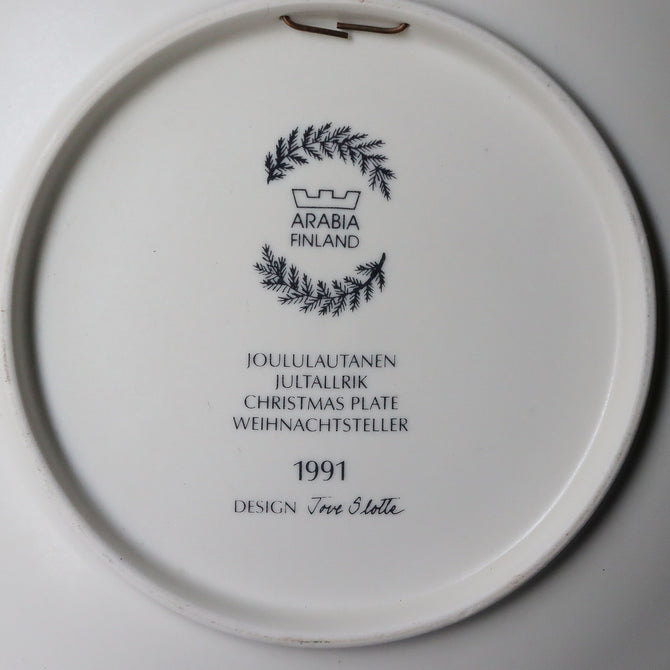 ARABIA
FINLAND
JOULULAUTANEN
JULTALLRIK
CHRISTMAS PLATE
WEIHNACHTSTELLER
1991
DESIGN Tove Slotte